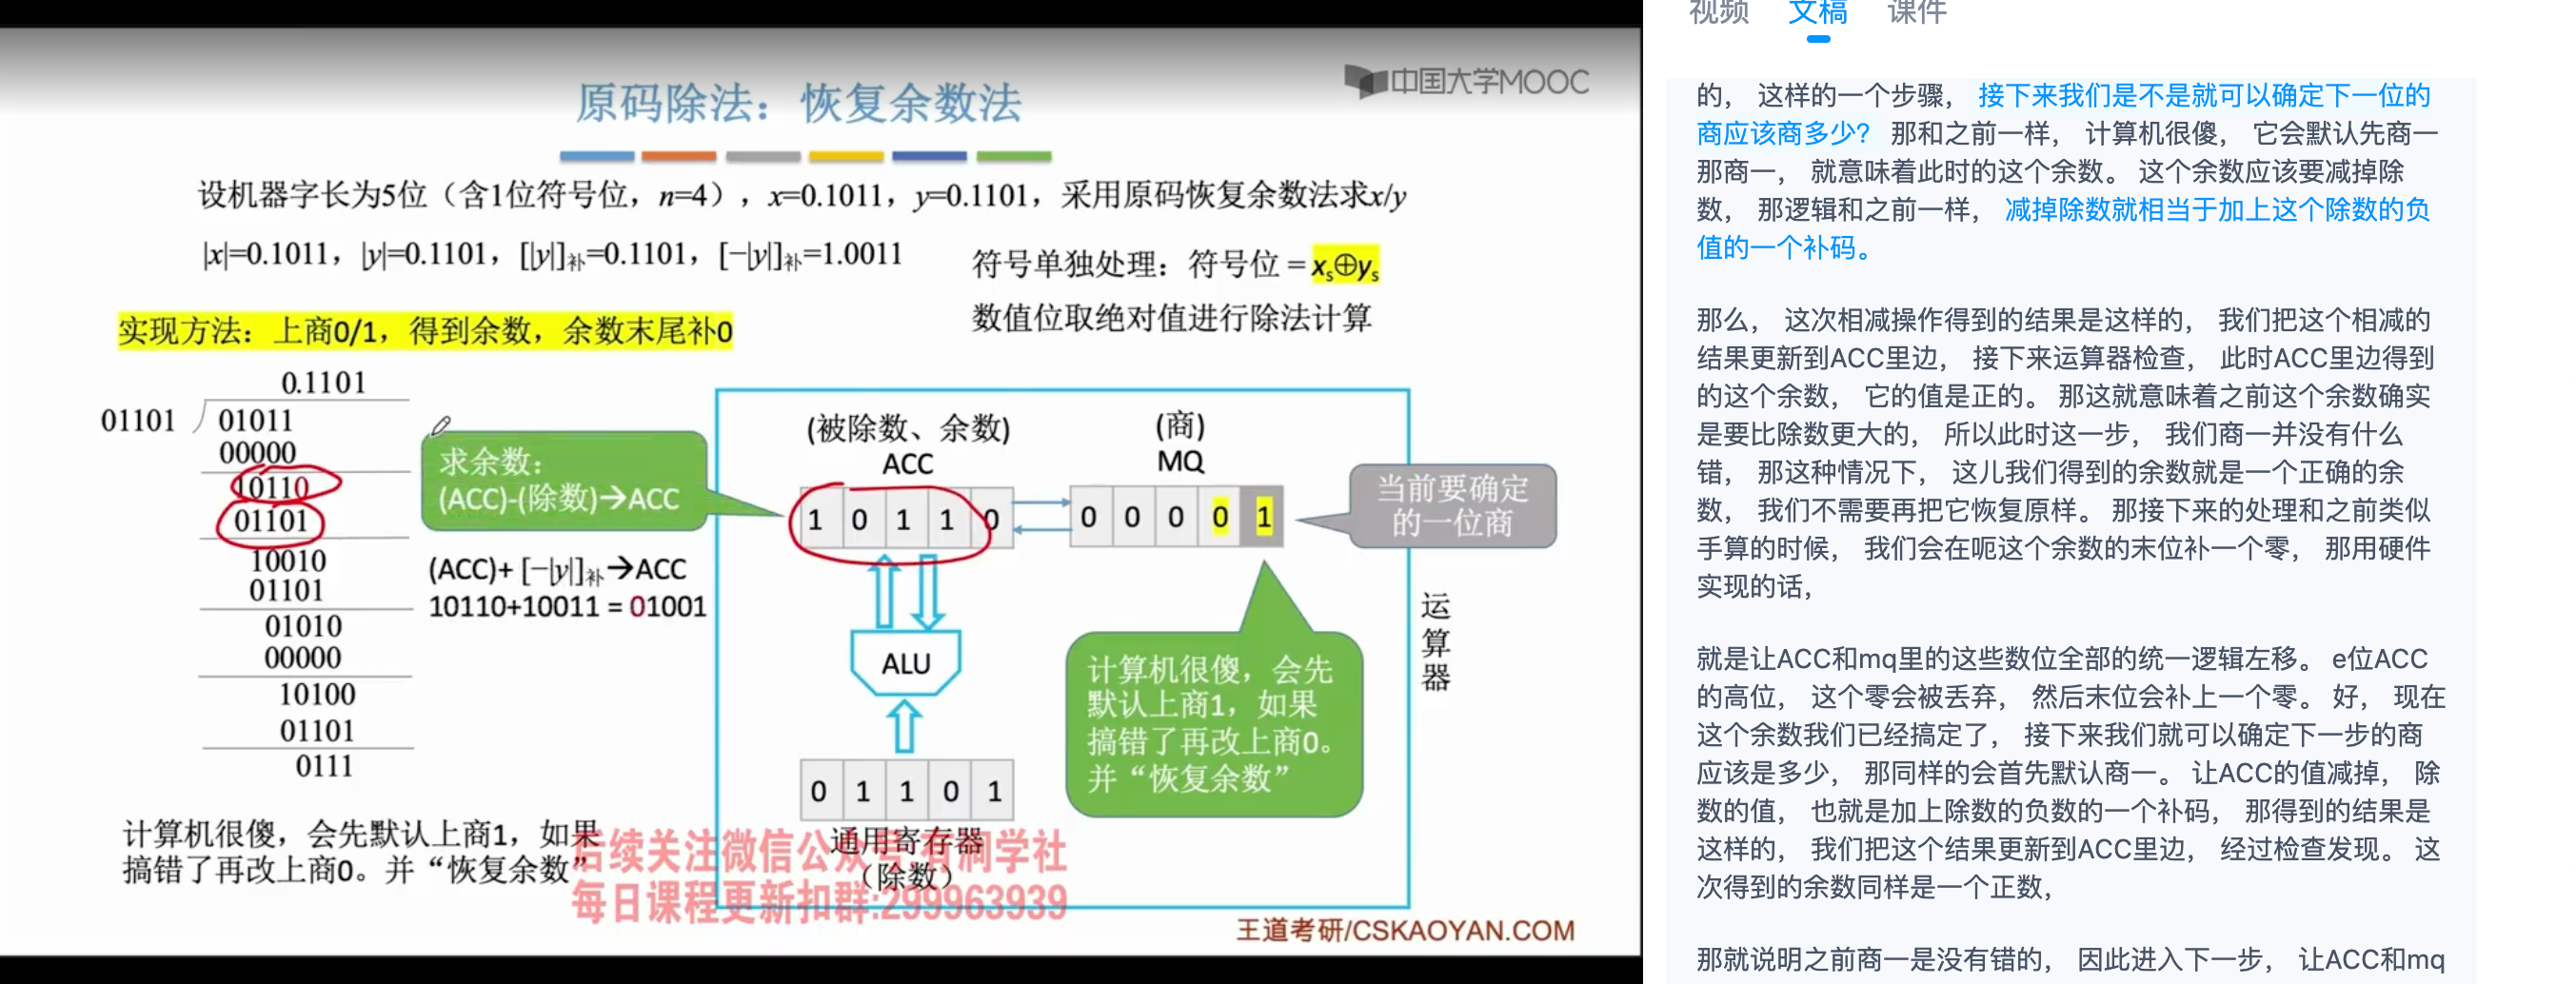 中国大学MOOC
原码除法：恢复余数法
设机器字长为5位（含1位符号位，n=4），x=0.1011，y=0.1101，采用原码恢复余数法求x/y
|x|=0.1011，|y|=0.1101，[|y|]补=0.1101，[−|y|]补=1.0011
符号单独处理：符号位 = xs⊕ys
数值位取绝对值进行除法计算
实现方法：上商0/1，得到余数，余数末尾补0
0.1101
01101
01011
00000
10110
01101
10010
01101
01010
00000
10100
01101
0111
求余数：
(ACC)-(除数)→ACC
(ACC)+ [−|y|]补→ACC
10110+10011 = 01001
(被除数、余数)
ACC
1 0 1 1 0
(商)
MQ
0 0 0 0 1
当前要确定
的一位商
ALU
0 1 1 0 1
通用寄存器
（除数）
运算器
计算机很傻，会先
默认上商1，如果
搞错了再改上商0。
并“恢复余数”
计算机很傻，会先默认上商1，如果
搞错了再改上商0。并“恢复余数”
后续关注微信公众号:有洞学社
每日课程更新扣群:299963939
王道考研/CSKAOYAN.COM
视频 文稿 课件
的， 这样的一个步骤， 接下来我们是不是就可以确定下一位的
商应该商多少？ 那和之前一样， 计算机很傻， 它会默认先商一
那商一， 就意味着此时的这个余数。 这个余数应该要减掉除
数， 那逻辑和之前一样， 减掉除数就相当于加上这个除数的负
值的一个补码。
那么， 这次相减操作得到的结果是这样的， 我们把这个相减的
结果更新到ACC里边， 接下来运算器检查， 此时ACC里边得到
的这个余数， 它的值是正的。 那这就意味着之前这个余数确实
是要比除数更大的， 所以此时这一步， 我们商一并没有什么
错， 那这种情况下， 这儿我们得到的余数就是一个正确的余
数， 我们不需要再把它恢复原样。 那接下来的处理和之前类似
手算的时候， 我们会在呃这个余数的末位补一个零， 那用硬件
实现的话，
就是让ACC和mq里的这些数位全部的统一逻辑左移。 e位ACC
的高位， 这个零会被丢弃， 然后末位会补上一个零。 好， 现在
这个余数我们已经搞定了， 接下来我们就可以确定下一步的商
应该是多少， 那同样的会首先默认商一。 让ACC的值减掉， 除
数的值， 也就是加上除数的负数的一个补码， 那得到的结果是
这样的， 我们把这个结果更新到ACC里边， 经过检查发现。 这
次得到的余数同样是一个正数，
那就说明之前商一是没有错的， 因此进入下一步， 让ACC和mq